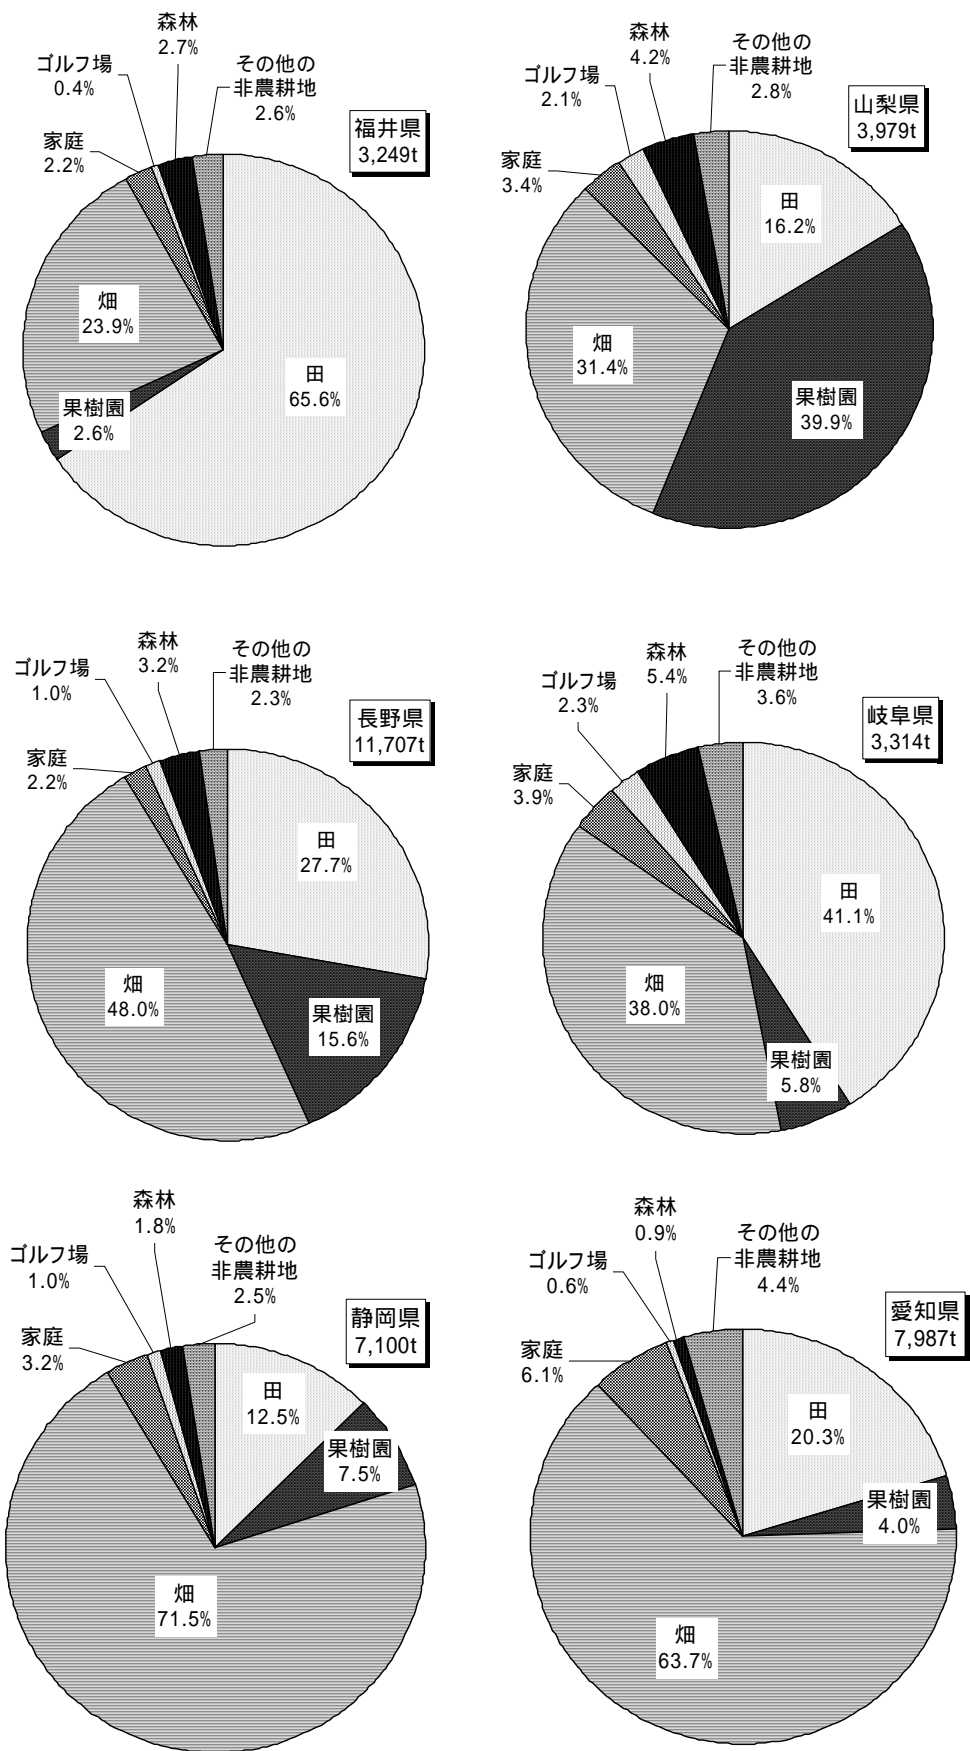 森林
2.7%
ゴルフ場
0.4%
その他の
非農耕地
2.6%
家庭
2.2%
福井県
3,249t
畑
23.9%
田
65.6%
果樹園
2.6%
森林
4.2%
ゴルフ場
2.1%
その他の
非農耕地
2.8%
家庭
3.4%
山梨県
3,979t
田
16.2%
畑
31.4%
果樹園
39.9%
森林
3.2%
ゴルフ場
1.0%
その他の
非農耕地
2.3%
家庭
2.2%
長野県
11,707t
田
27.7%
畑
48.0%
果樹園
15.6%
森林
5.4%
ゴルフ場
2.3%
その他の
非農耕地
3.6%
家庭
3.9%
岐阜県
3,314t
田
41.1%
畑
38.0%
果樹園
5.8%
森林
1.8%
ゴルフ場
1.0%
その他の
非農耕地
2.5%
家庭
3.2%
静岡県
7,100t
田
12.5%
果樹園
7.5%
畑
71.5%
森林
0.9%
ゴルフ場
0.6%
その他の
非農耕地
4.4%
家庭
6.1%
愛知県
7,987t
田
20.3%
果樹園
4.0%
畑
63.7%